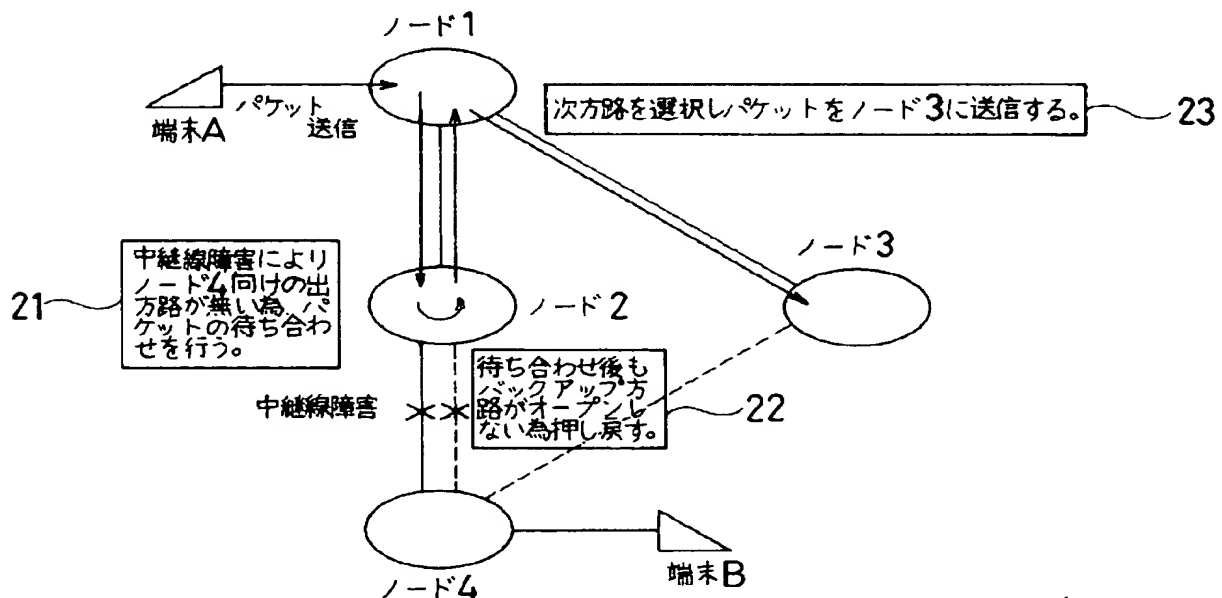 ノード1
パケット
送信
端末A
次方路を選択しパケットをノード3に送信する。
23
ノード3
中継線障害により
ノード4向けの出
方路が無い為、パ
ケットの待ち合わ
せを行う。
21
ノード2
待ち合わせ後も
バックアップ方
路がオープンし
ない為押し戻す。
22
中継線障害
端末B
ノード4